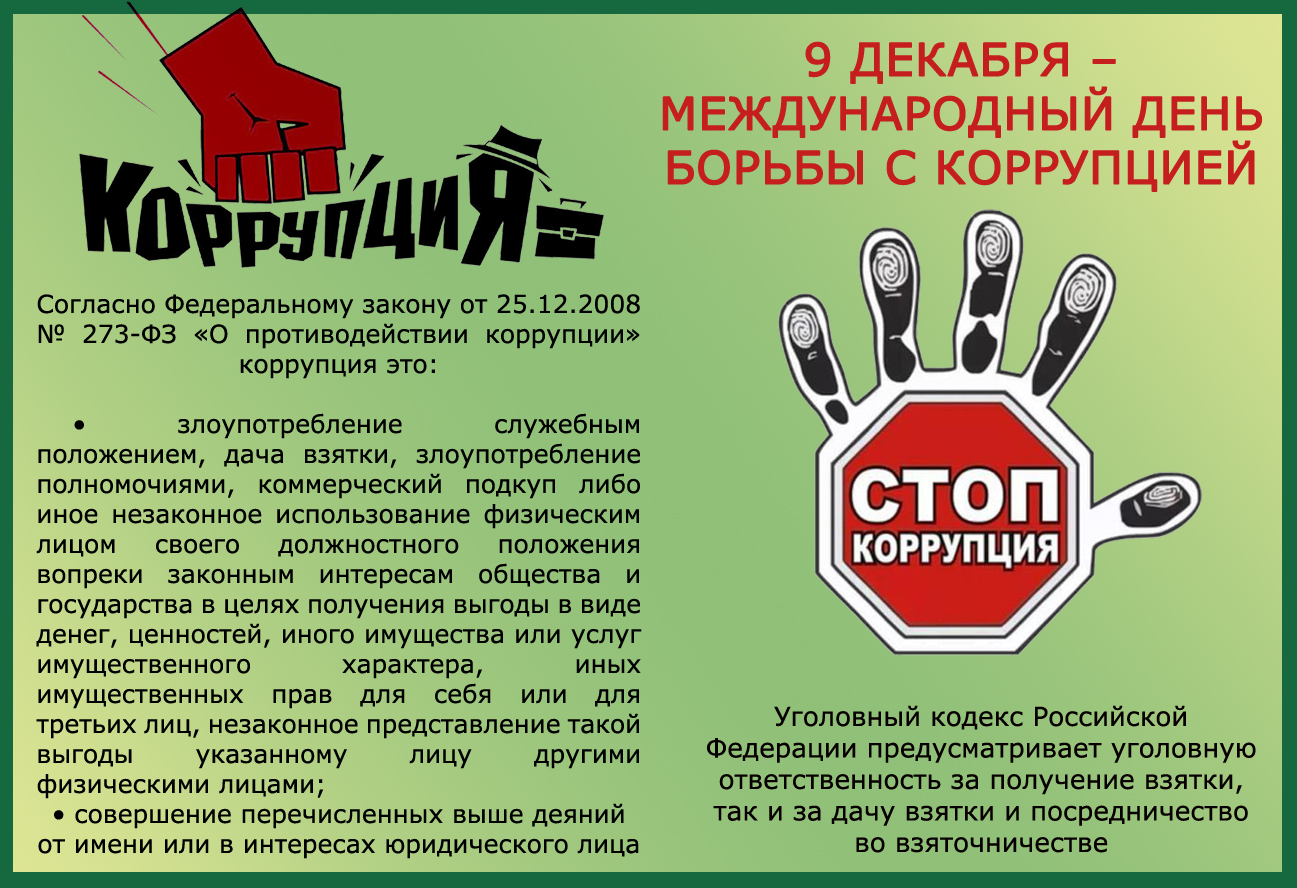 КОРРУПЦИЯ
Согласно Федеральному закону от 25.12.2008
№ 273-ФЗ «О противодействии коррупции»
коррупция это:
• злоупотребление служебным
положением, дача взятки, злоупотребление
полномочиями, коммерческий подкуп либо
иное незаконное использование физическим
лицом своего должностного положения
вопреки законным интересам общества и
государства в целях получения выгоды в виде
денег, ценностей, иного имущества или услуг
имущественного характера, иных
имущественных прав для себя или для
третьих лиц, незаконное представление такой
выгоды указанному лицу другими
физическими лицами;
• совершение перечисленных выше деяний
от имени или в интересах юридического лица
9 ДЕКАБРЯ –
МЕЖДУНАРОДНЫЙ ДЕНЬ
БОРЬБЫ С КОРРУПЦИЕЙ
СТОП
КОРРУПЦИЯ
Уголовный кодекс Российской
Федерации предусматривает уголовную
ответственность за получение взятки,
так и за дачу взятки и посредничество
во взяточничестве